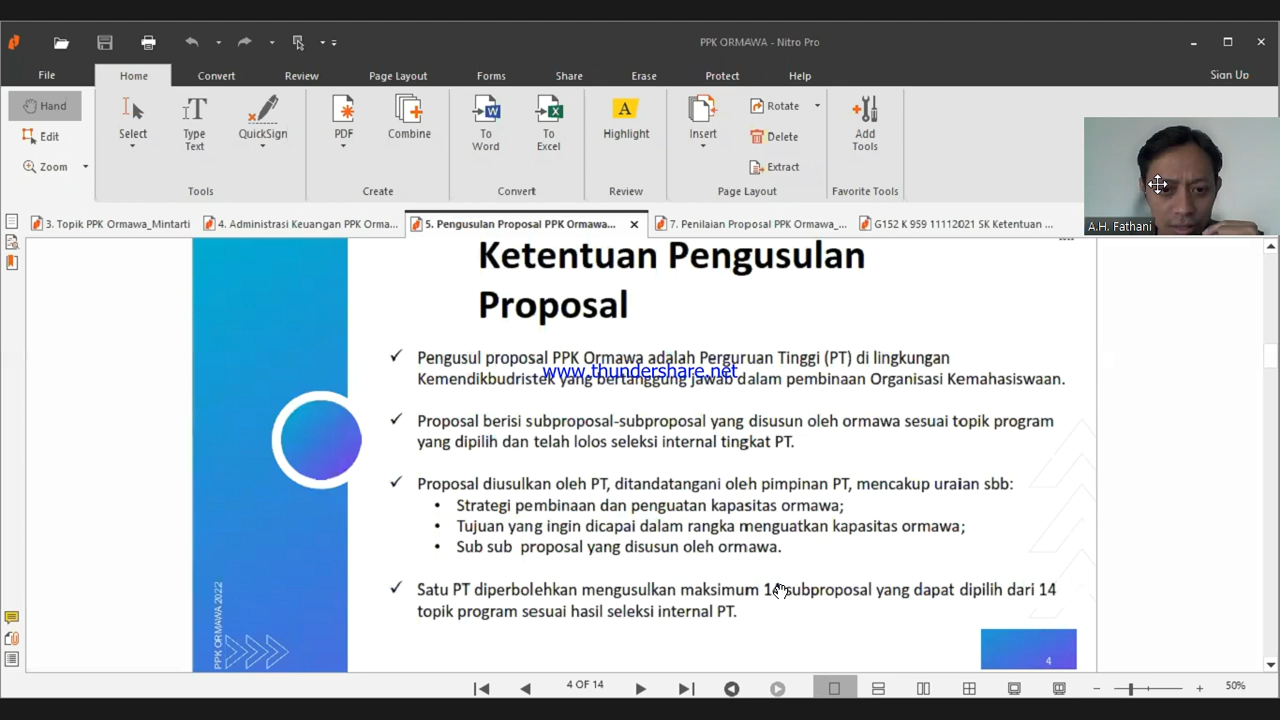 PPK ORMAWA - Nitro Pro
File
Home
Convert
Review
Page Layout
Forms
Share
Erase
Protect
Help
Sign Up
Hand
Edit
Zoom
Select
Type Text
QuickSign
PDF
Combine
To Word
To Excel
Highlight
Insert
Rotate
Delete
Extract
Add Tools
Tools
Create
Convert
Review
Page Layout
Favorite Tools
A.H. Fathani
3. Topik PPK Ormawa_Mintarti
4. Administrasi Keuangan PPK Orma...
5. Pengusulan Proposal PPK Ormawa...
7. Penilaian Proposal PPK Ormawa_...
G152 K 959 11112021 SK Ketentuan ...
Ketentuan Pengusulan
Proposal
✓ Pengusul proposal PPK Ormawa adalah Perguruan Tinggi (PT) di lingkungan
www.thundershare.net
Kemendikbudristek yang bertanggung jawab dalam pembinaan Organisasi Kemahasiswaan.
✓ Proposal berisi subproposal-subproposal yang disusun oleh ormawa sesuai topik program
yang dipilih dan telah lolos seleksi internal tingkat PT.
✓ Proposal diusulkan oleh PT, ditandatangani oleh pimpinan PT, mencakup uraian sbb:
• Strategi pembinaan dan penguatan kapasitas ormawa;
• Tujuan yang ingin dicapai dalam rangka menguatkan kapasitas ormawa;
• Sub sub proposal yang disusun oleh ormawa.
✓ Satu PT diperbolehkan mengusulkan maksimum subproposal yang dapat dipilih dari 14
topik program sesuai hasil seleksi internal PT.
PPK ORMAWA 2022
4
4 OF 14
50%